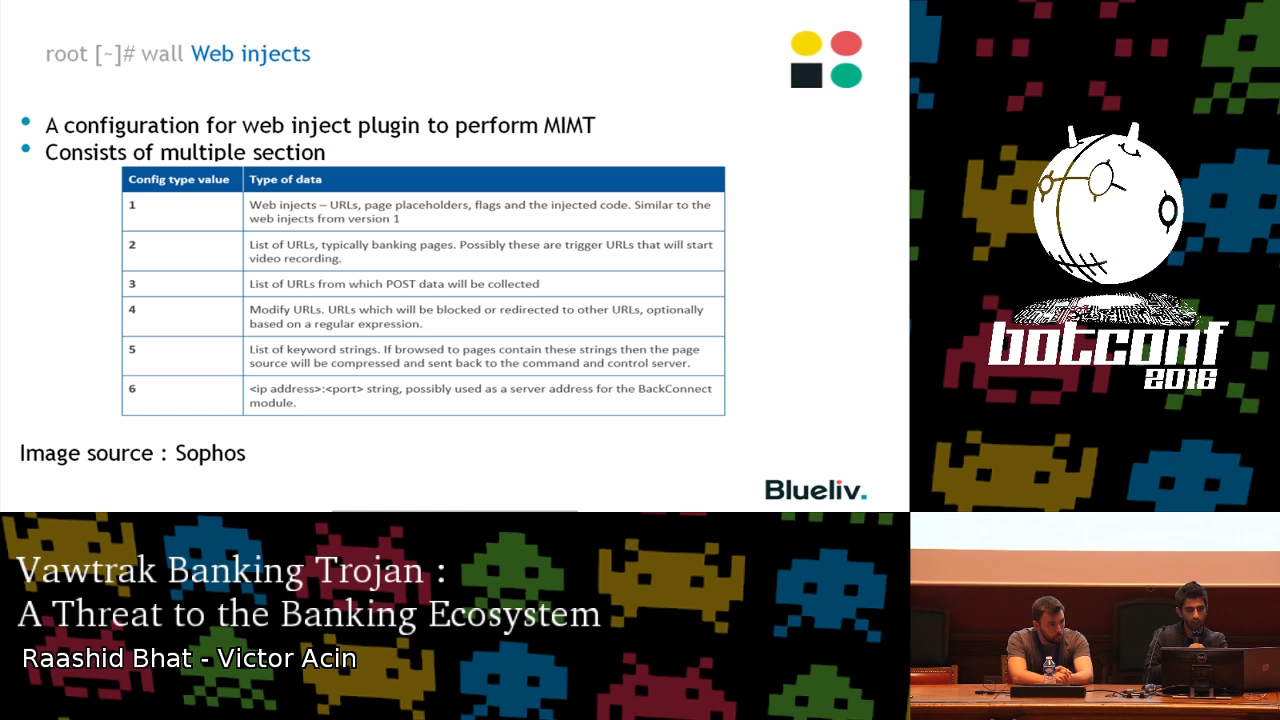 root [~]# wall Web injects
A configuration for web inject plugin to perform MIMT
Consists of multiple section
Config type value Type of data
1 Web injects – URLs, page placeholders, flags and the injected code. Similar to the
web injects from version 1
2 List of URLs, typically banking pages. Possibly these are trigger URLs that will start
video recording.
3 List of URLs from which POST data will be collected
4 Modify URLs. URLs which will be blocked or redirected to other URLs, optionally
based on a regular expression.
5 List of keyword strings. If browsed to pages contain these strings then the page
source will be compressed and sent back to the command and control server.
6 <ip address>:<port> string, possibly used as a server address for the BackConnect
module.
Image source : Sophos
Blueliv.
botconf
2016
Vawtrak Banking Trojan :
A Threat to the Banking Ecosystem
Raashid Bhat - Victor Acin